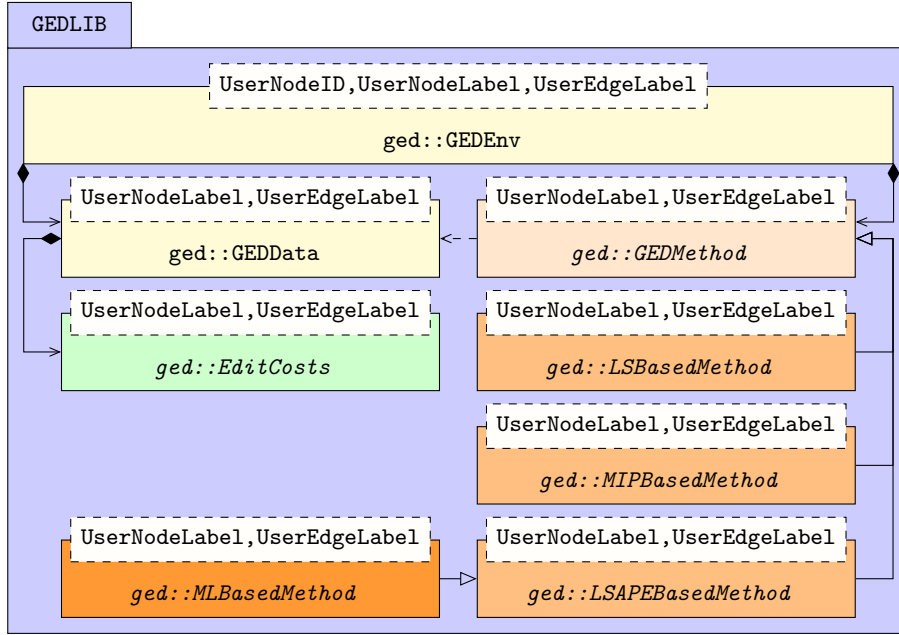 GEDLIB
UserNodeID,UserNodeLabel,UserEdgeLabel
ged::GEDEnv
UserNodeLabel,UserEdgeLabel
ged::GEDData
UserNodeLabel,UserEdgeLabel
ged::GEDMethod
UserNodeLabel,UserEdgeLabel
ged::EditCosts
UserNodeLabel,UserEdgeLabel
ged::LSBasedMethod
UserNodeLabel,UserEdgeLabel
ged::MIPBasedMethod
UserNodeLabel,UserEdgeLabel
ged::MLBasedMethod
UserNodeLabel,UserEdgeLabel
ged::LSAPEBasedMethod